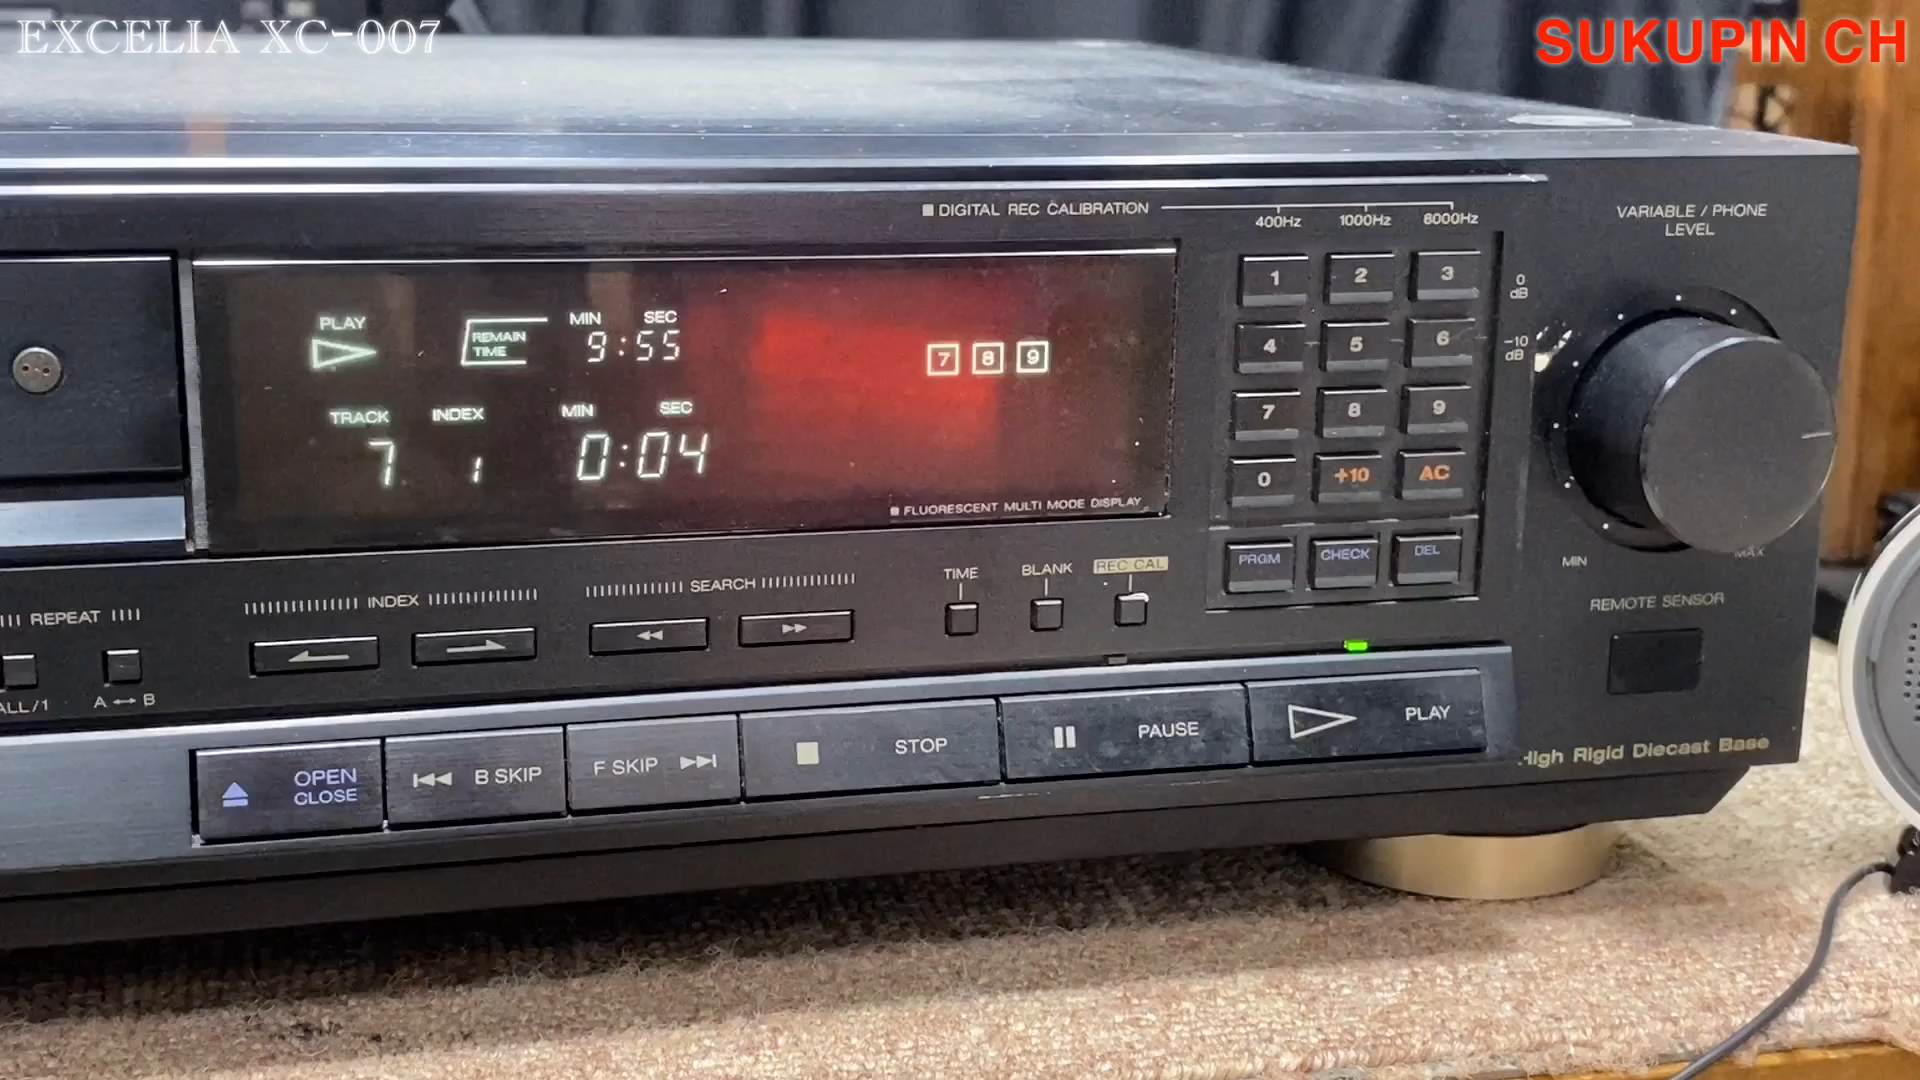 EXCELIA XC-007
SUKUPIN CH
■ DIGITAL REC CALIBRATION
400Hz 1000Hz 8000Hz
VARIABLE / PHONE
LEVEL
PLAY
REMAIN
TIME
MIN SEC
9:55
7 8 9
TRACK INDEX MIN SEC
7 1 0:04
■ FLUORESCENT MULTI MODE DISPLAY
1 2 3
4 5 6
7 8 9
0 +10 AC
PRGM CHECK DEL
0
dB
-10
dB
MIN
MAX
REPEAT
ALL/1
A ↔ B
INDEX
SEARCH
◀◀ ▶▶
TIME
BLANK
REC CAL
REMOTE SENSOR
OPEN
CLOSE
B SKIP
F SKIP
STOP
PAUSE
PLAY
High Rigid Diecast Base